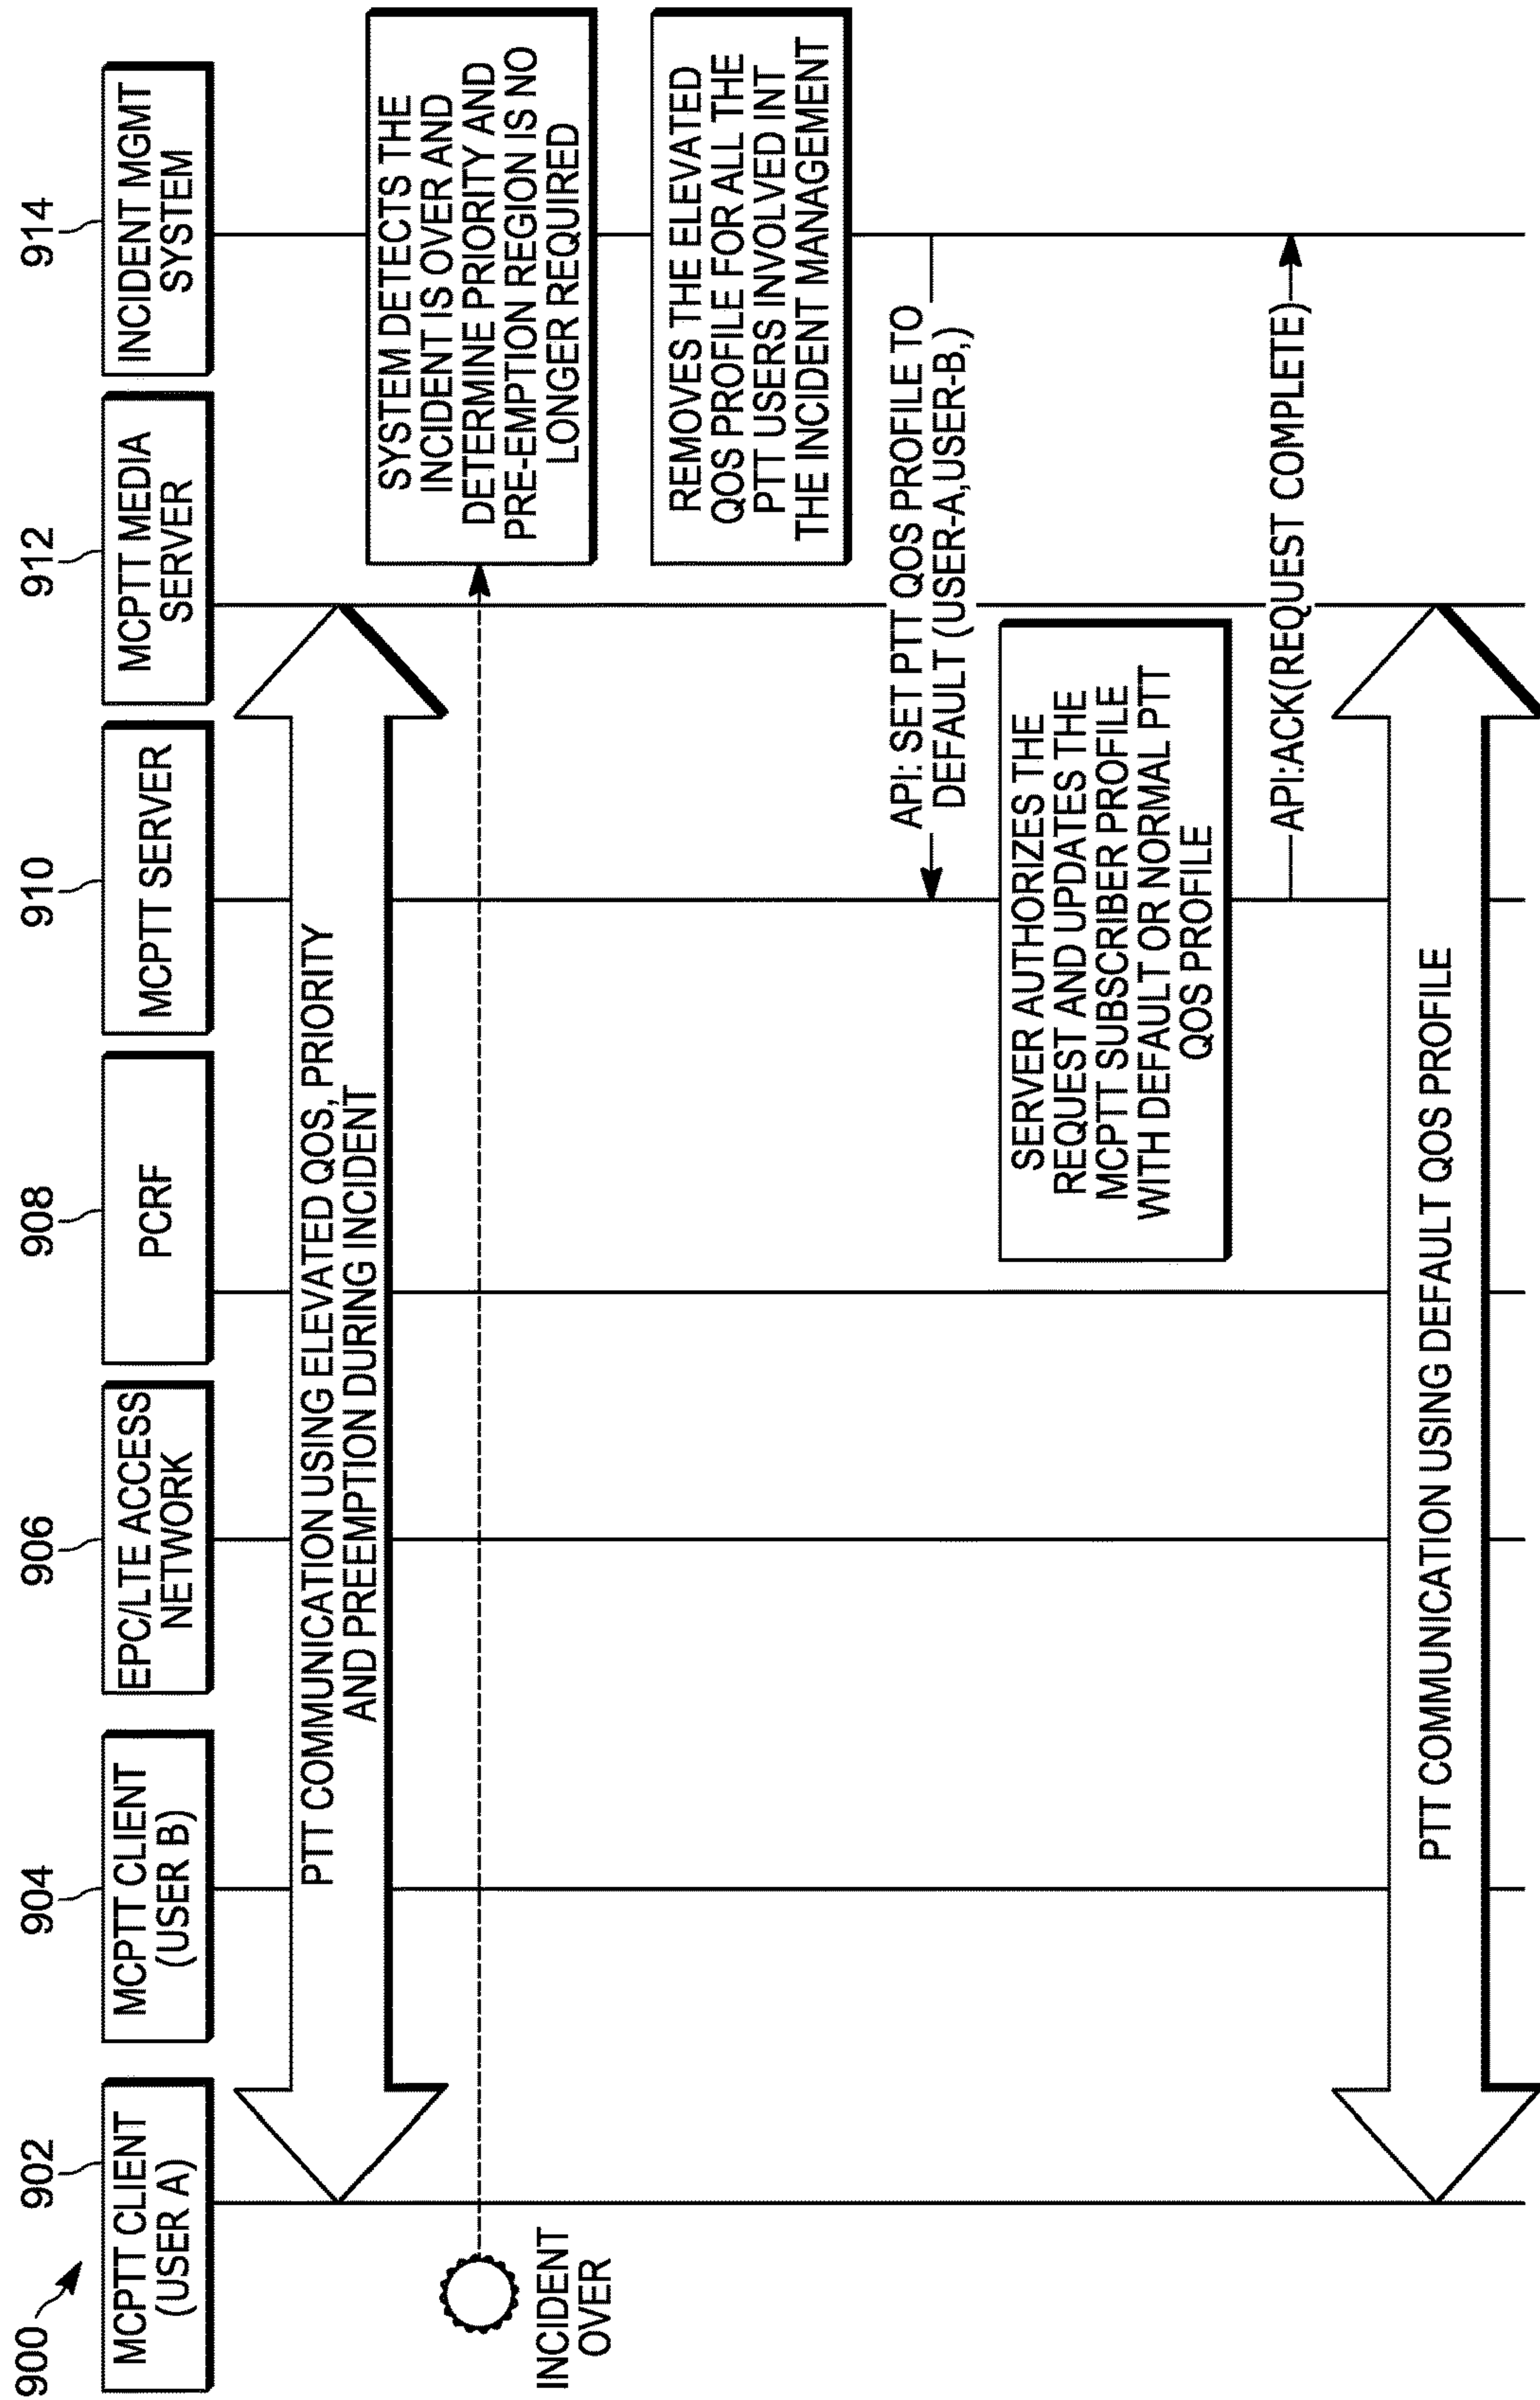 900
902
904
906
908
910
912
914
MCPTT CLIENT
(USER A)
MCPTT CLIENT
(USER B)
EPC/LTE ACCESS
NETWORK
PCRF
MCPTT SERVER
MCPTT MEDIA
SERVER
INCIDENT MGMT
SYSTEM
PTT COMMUNICATION USING ELEVATED QOS, PRIORITY
AND PREEMPTION DURING INCIDENT
INCIDENT
OVER
SYSTEM DETECTS THE
INCIDENT IS OVER AND
DETERMINE PRIORITY AND
PRE-EMPTION REGION IS NO
LONGER REQUIRED
REMOVES THE ELEVATED
QOS PROFILE FOR ALL THE
PTT USERS INVOLVED INT
THE INCIDENT MANAGEMENT
API: SET PTT QOS PROFILE TO
DEFAULT (USER-A,USER-B,)
SERVER AUTHORIZES THE
REQUEST AND UPDATES THE
MCPTT SUBSCRIBER PROFILE
WITH DEFAULT OR NORMAL PTT
QOS PROFILE
API:ACK(REQUEST COMPLETE)
PTT COMMUNICATION USING DEFAULT QOS PROFILE